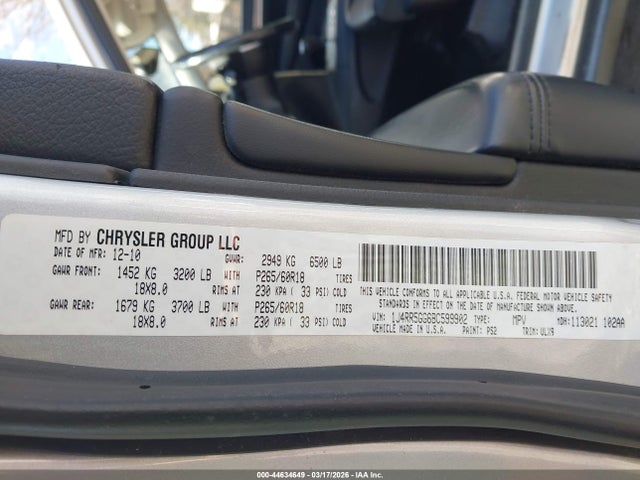 MFD BY CHRYSLER GROUP LLC
DATE OF MFR: 12-10 GVWR: 2949 KG 6500 LB
GAWR FRONT: 1452 KG 3200 LB WITH P265/60R18 TIRES
18X8.0 RIMS AT 230 KPA ( 33 PSI) COLD
GAWR REAR: 1679 KG 3700 LB WITH P265/60R18 TIRES
18X8.0 RIMS AT 230 KPA ( 33 PSI) COLD
THIS VEHICLE CONFORMS TO ALL APPLICABLE U.S.A. FEDERAL MOTOR VEHICLE SAFETY
STANDARDS IN EFFECT ON THE DATE OF MANUFACTURE SHOWN ABOVE.
VIN: 1J4RR5GG6BC599902 TYPE: MPV MDH: 113021 102AA
VEHICLE MADE IN U.S.A. PAINT: PS2 TRIM: ULX9
000-44634649 - 03/17/2026 - IAA Inc.